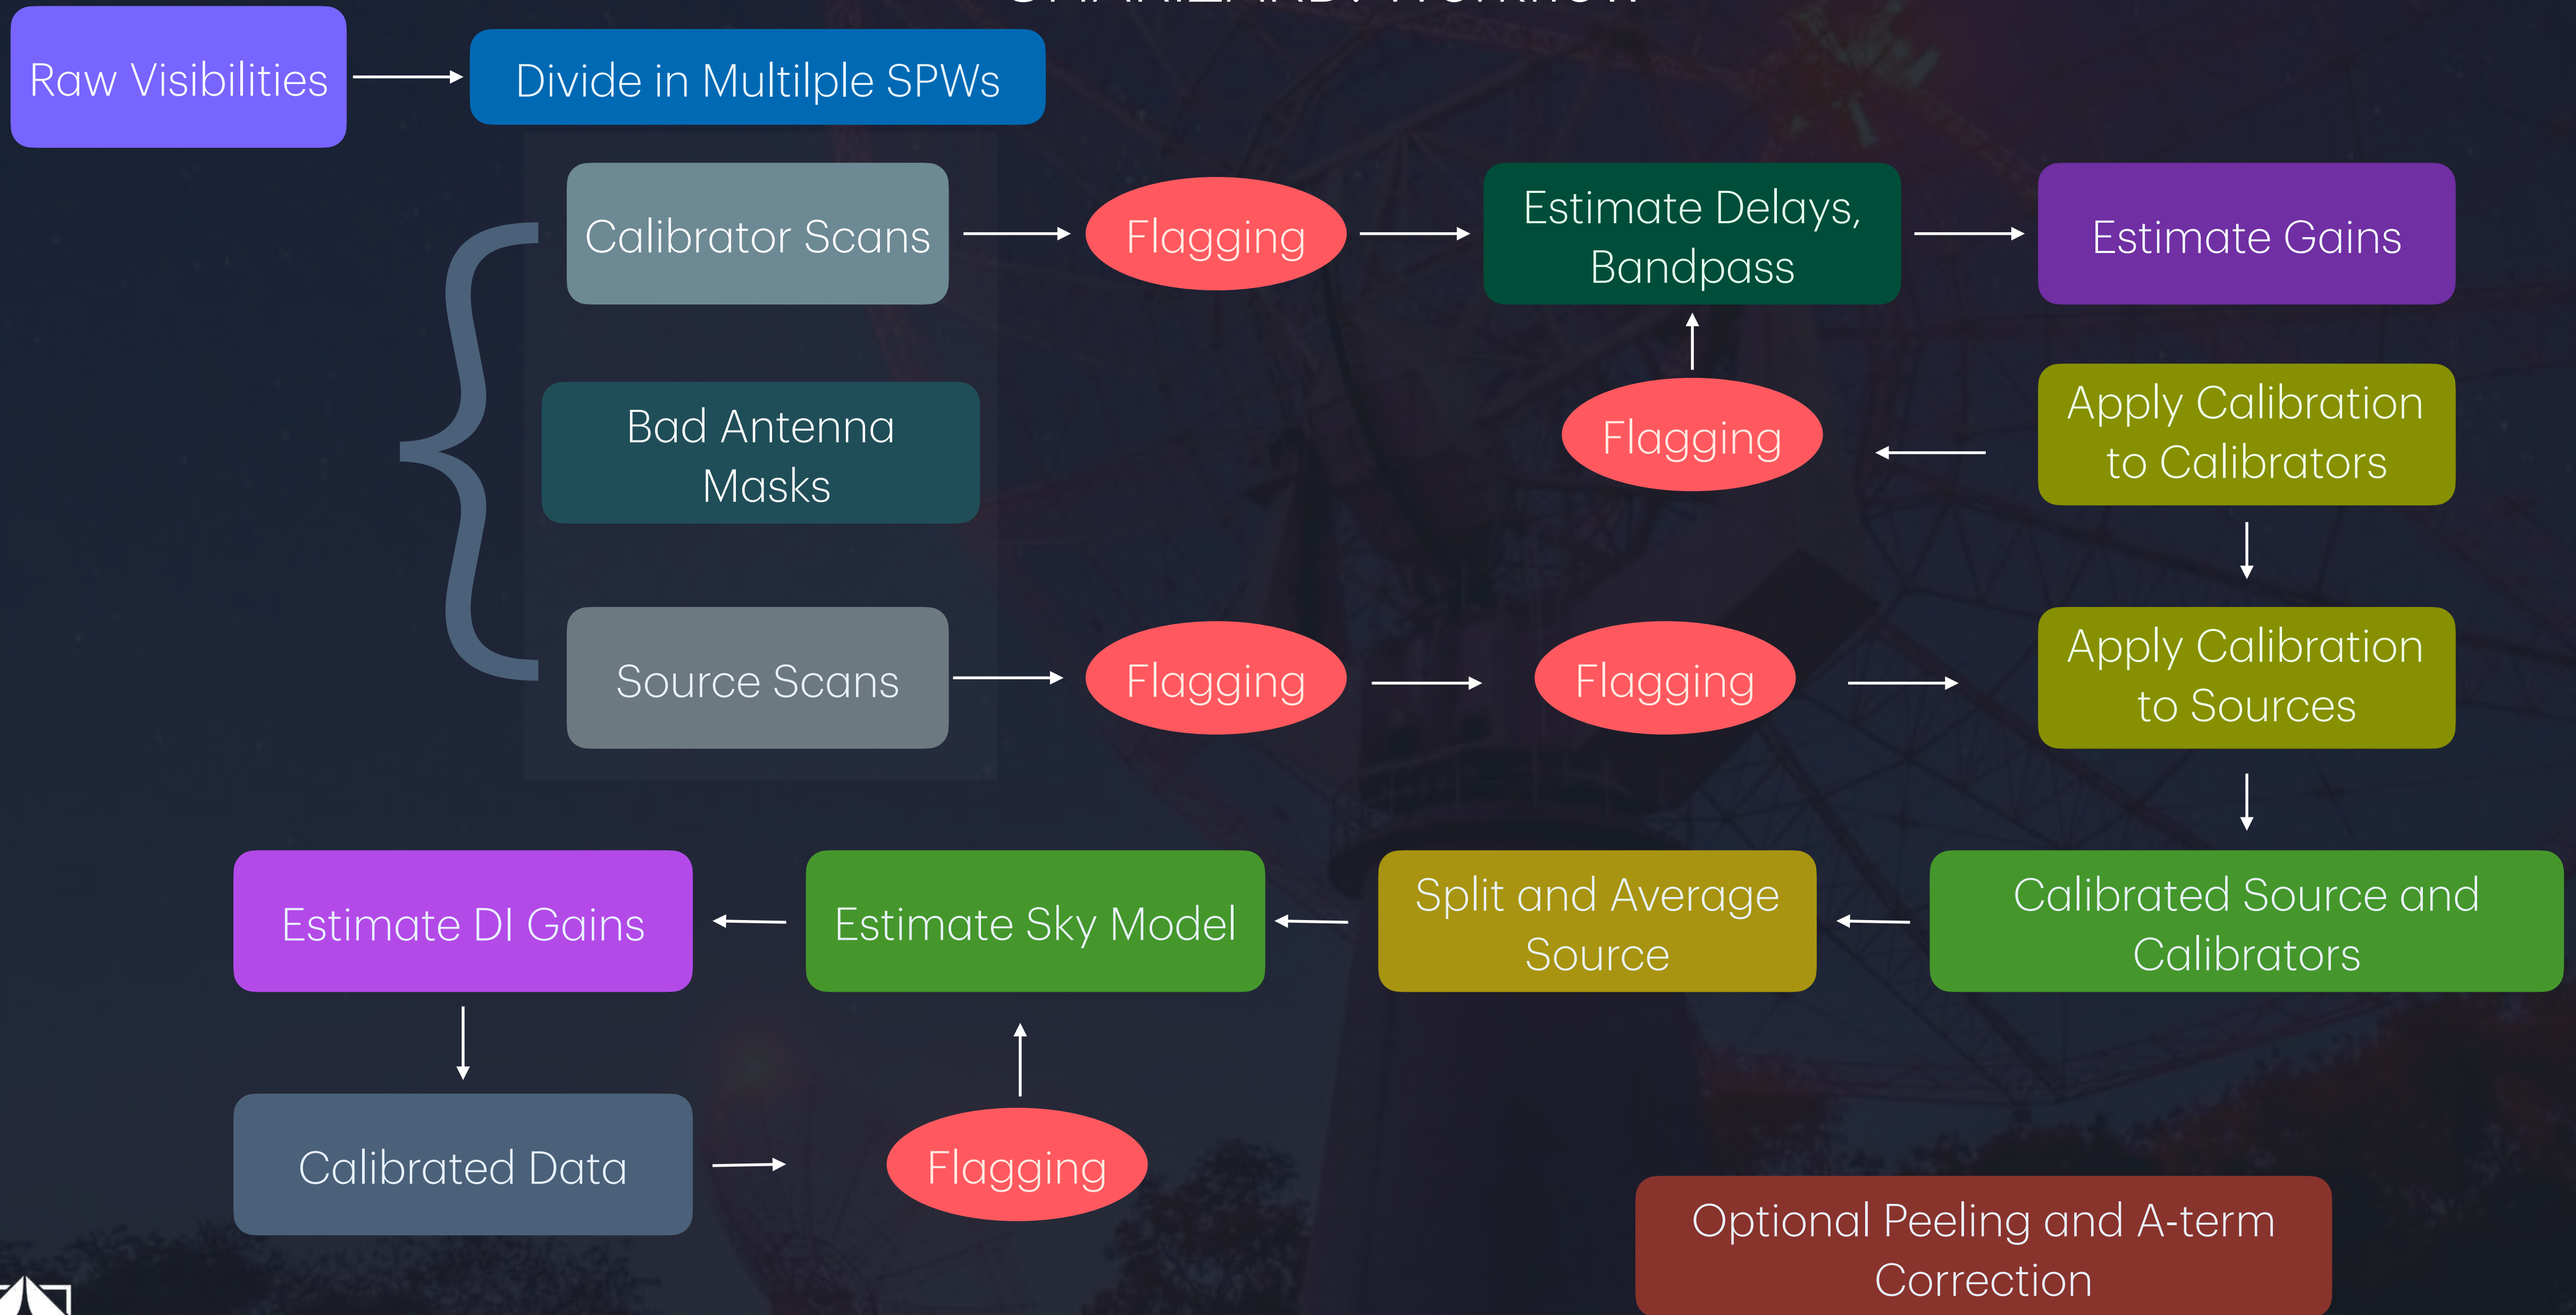 CHARIZARD: Workflow
Raw Visibilities
Divide in Multilple SPWs
Calibrator Scans
Flagging
Estimate Delays,
Bandpass
Estimate Gains
Bad Antenna
Masks
Flagging
Apply Calibration
to Calibrators
Source Scans
Flagging
Flagging
Apply Calibration
to Sources
Estimate DI Gains
Estimate Sky Model
Split and Average
Source
Calibrated Source and
Calibrators
Calibrated Data
Flagging
Optional Peeling and A-term
Correction